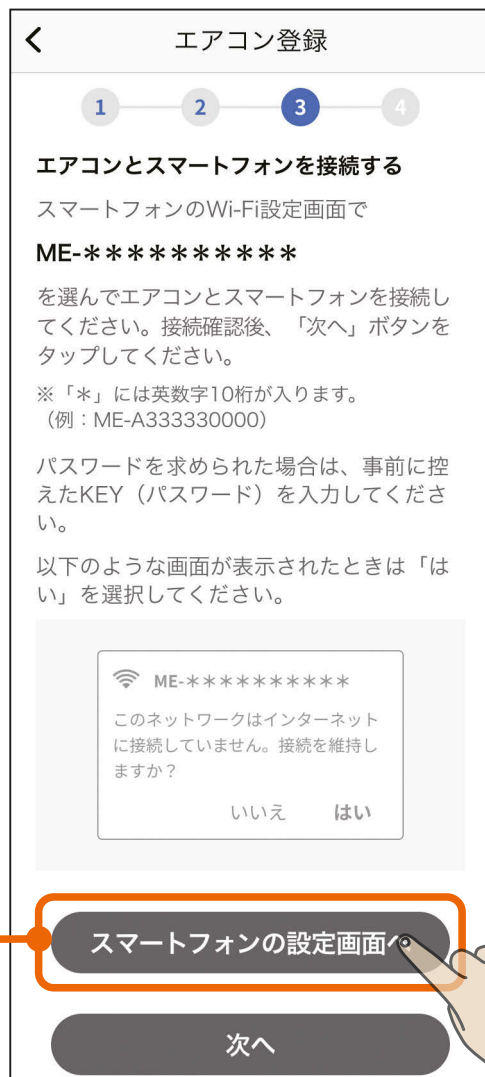 エアコン登録
1 2 3 4
エアコンとスマートフォンを接続する
スマートフォンのWi-Fi設定画面で
ME-＊＊＊＊＊＊＊＊＊＊
を選んでエアコンとスマートフォンを接続し
てください。接続確認後、「次へ」ボタンを
タップしてください。
※「＊」には英数字10桁が入ります。
（例：ME-A333330000）
パスワードを求められた場合は、事前に控
えたKEY（パスワード）を入力してくださ
い。
以下のような画面が表示されたときは「は
い」を選択してください。
ME-＊＊＊＊＊＊＊＊＊＊
このネットワークはインターネット
に接続していません。接続を維持し
ますか？
いいえ はい
スマートフォンの設定画面へ
次へ